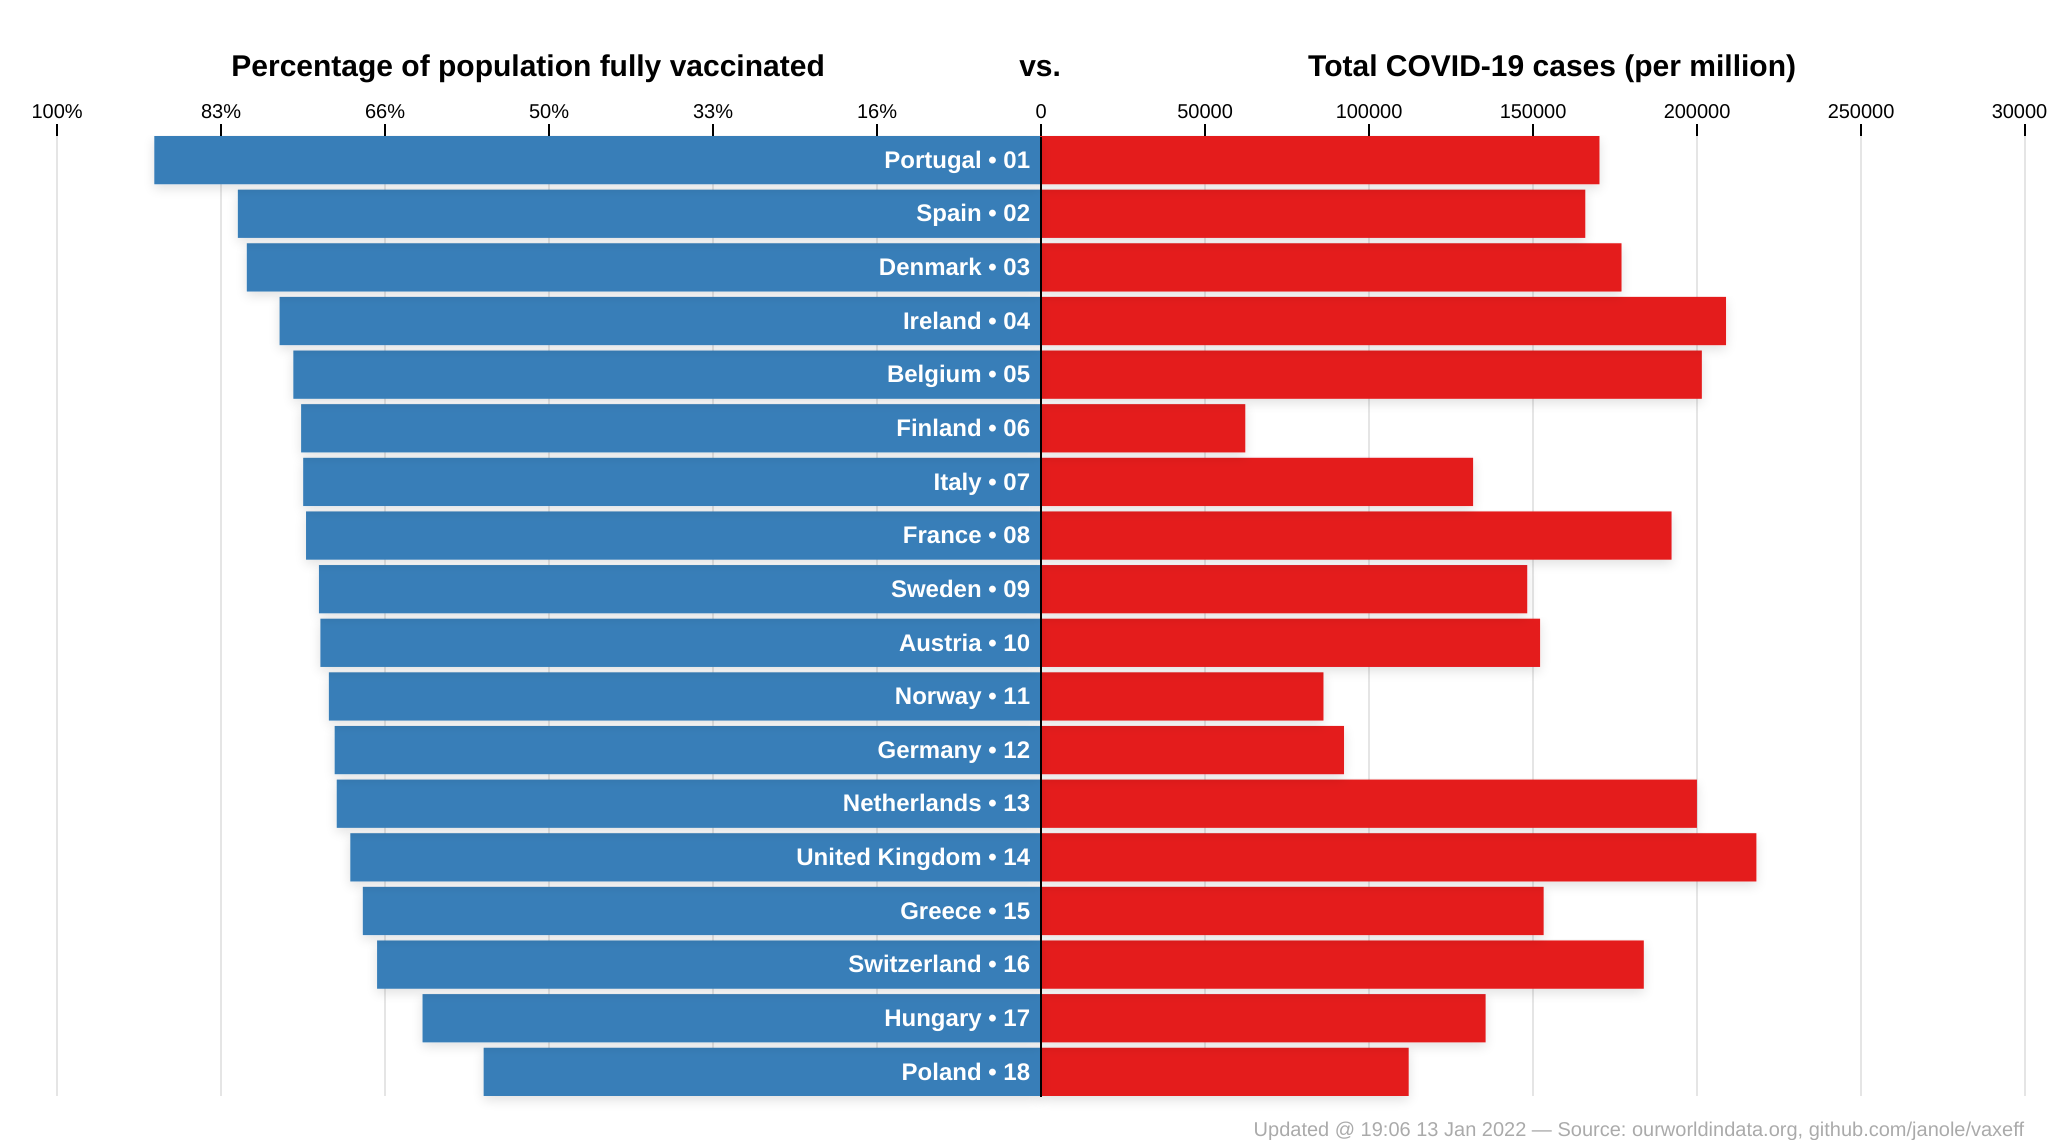 Percentage of population fully vaccinated vs. Total COVID-19 cases (per million)
100% 83% 66% 50% 33% 16% 0 50000 100000 150000 200000 250000 30000
Portugal • 01
Spain • 02
Denmark • 03
Ireland • 04
Belgium • 05
Finland • 06
Italy • 07
France • 08
Sweden • 09
Austria • 10
Norway • 11
Germany • 12
Netherlands • 13
United Kingdom • 14
Greece • 15
Switzerland • 16
Hungary • 17
Poland • 18
Updated @ 19:06 13 Jan 2022 — Source: ourworldindata.org, github.com/janole/vaxeff